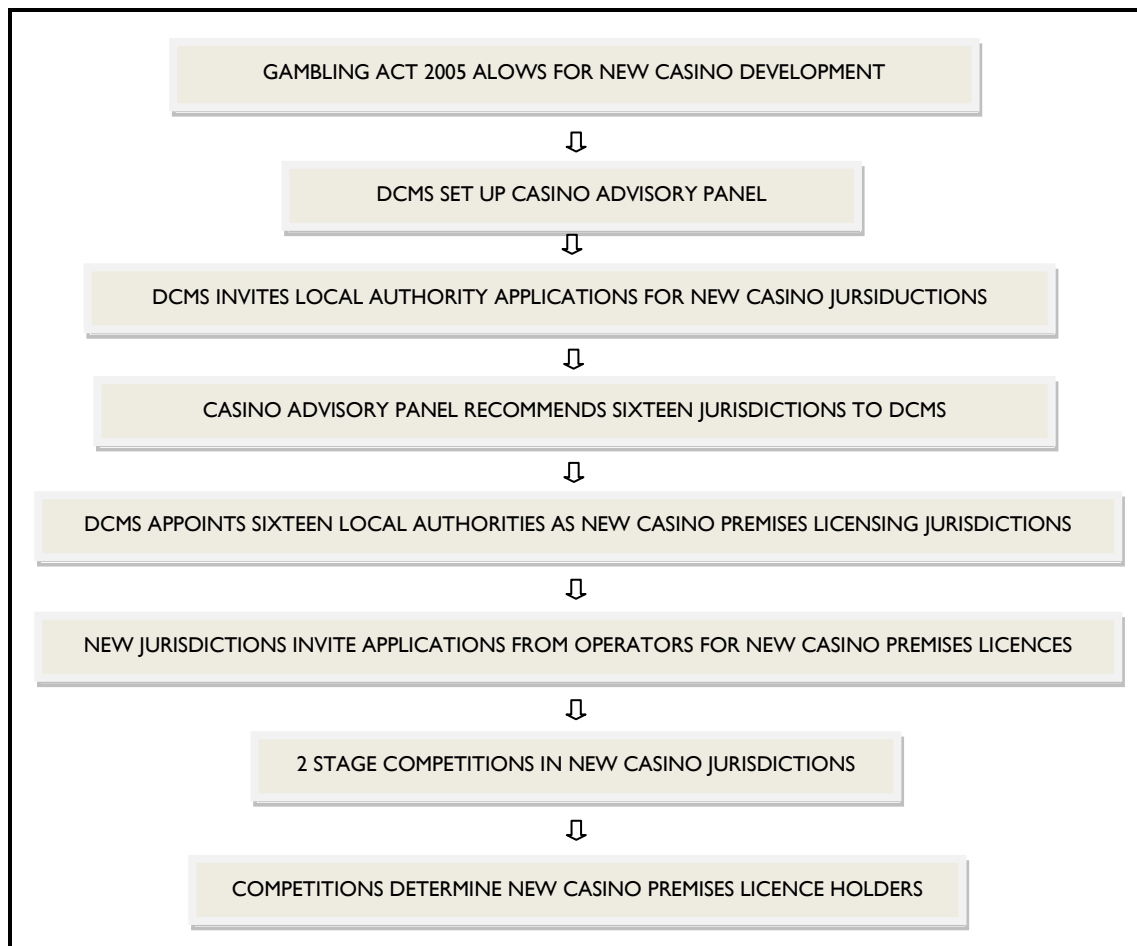 GAMBLING ACT 2005 ALOWS FOR NEW CASINO DEVELOPMENT
DCMS SET UP CASINO ADVISORY PANEL
DCMS INVITES LOCAL AUTHORITY APPLICATIONS FOR NEW CASINO JURSIDUCTIONS
CASINO ADVISORY PANEL RECOMMENDS SIXTEEN JURISDICTIONS TO DCMS
DCMS APPOINTS SIXTEEN LOCAL AUTHORITIES AS NEW CASINO PREMISES LICENSING JURISDICTIONS
NEW JURISDICTIONS INVITE APPLICATIONS FROM OPERATORS FOR NEW CASINO PREMISES LICENCES
2 STAGE COMPETITIONS IN NEW CASINO JURISDICTIONS
COMPETITIONS DETERMINE NEW CASINO PREMISES LICENCE HOLDERS